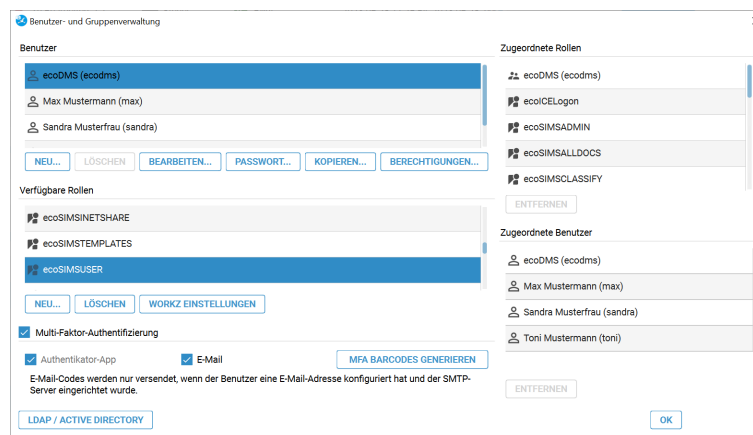 Benutzer- und Gruppenverwaltung
Benutzer
ecoDMS (ecodms)
Max Mustermann (max)
Sandra Musterfrau (sandra)
NEU...
LÖSCHEN
BEARBEITEN...
PASSWORT...
KOPIEREN...
BERECHTIGUNGEN...
Verfügbare Rollen
ecoSIMSINETSHARE
ecoSIMSTEMPLATES
ecoSIMSUSER
NEU...
LÖSCHEN
WORKZ EINSTELLUNGEN
Multi-Faktor-Authentifizierung
Authentikator-App
E-Mail
MFA BARCODES GENERIEREN
E-Mail-Codes werden nur versendet, wenn der Benutzer eine E-Mail-Adresse konfiguriert hat und der SMTP-
Server eingerichtet wurde.
LDAP / ACTIVE DIRECTORY
Zugeordnete Rollen
ecoDMS (ecodms)
ecoICELogon
ecoSIMSADMIN
ecoSIMSALLDOCS
ecoSIMSCLASSIFY
ENTFERNEN
Zugeordnete Benutzer
ecoDMS (ecodms)
Max Mustermann (max)
Sandra Musterfrau (sandra)
Toni Mustermann (toni)
ENTFERNEN
OK